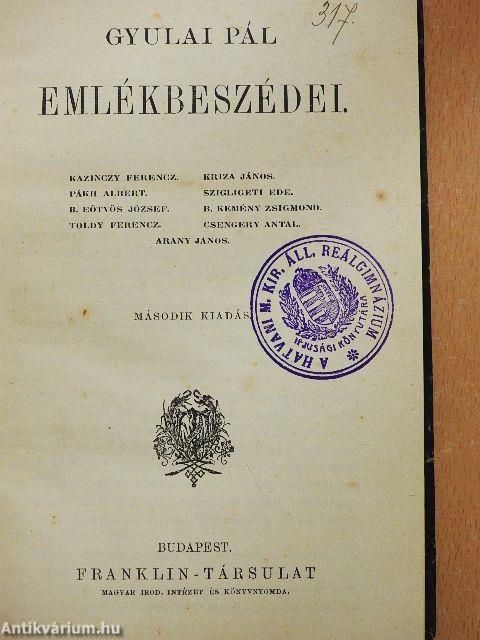 317.
GYULAI PÁL
EMLÉKBESZÉDEI.
KAZINCZY FERENCZ. KRIZA JÁNOS.
PÁKH ALBERT. SZIGLIGETI EDE.
B. EÖTVÖS JÓZSEF. B. KEMÉNY ZSIGMOND.
TOLDY FERENCZ. CSENGERY ANTAL.
ARANY JÁNOS.
A HATVANI M. KIR. ÁLL. REÁLGIMNÁZIUM
IFJUSÁGI KÖNYVTÁRA
MÁSODIK KIADÁS
BUDAPEST.
FRANKLIN-TÁRSULAT
MAGYAR IROD. INTÉZET ÉS KÖNYVNYOMDA.
Antikvárium.hu